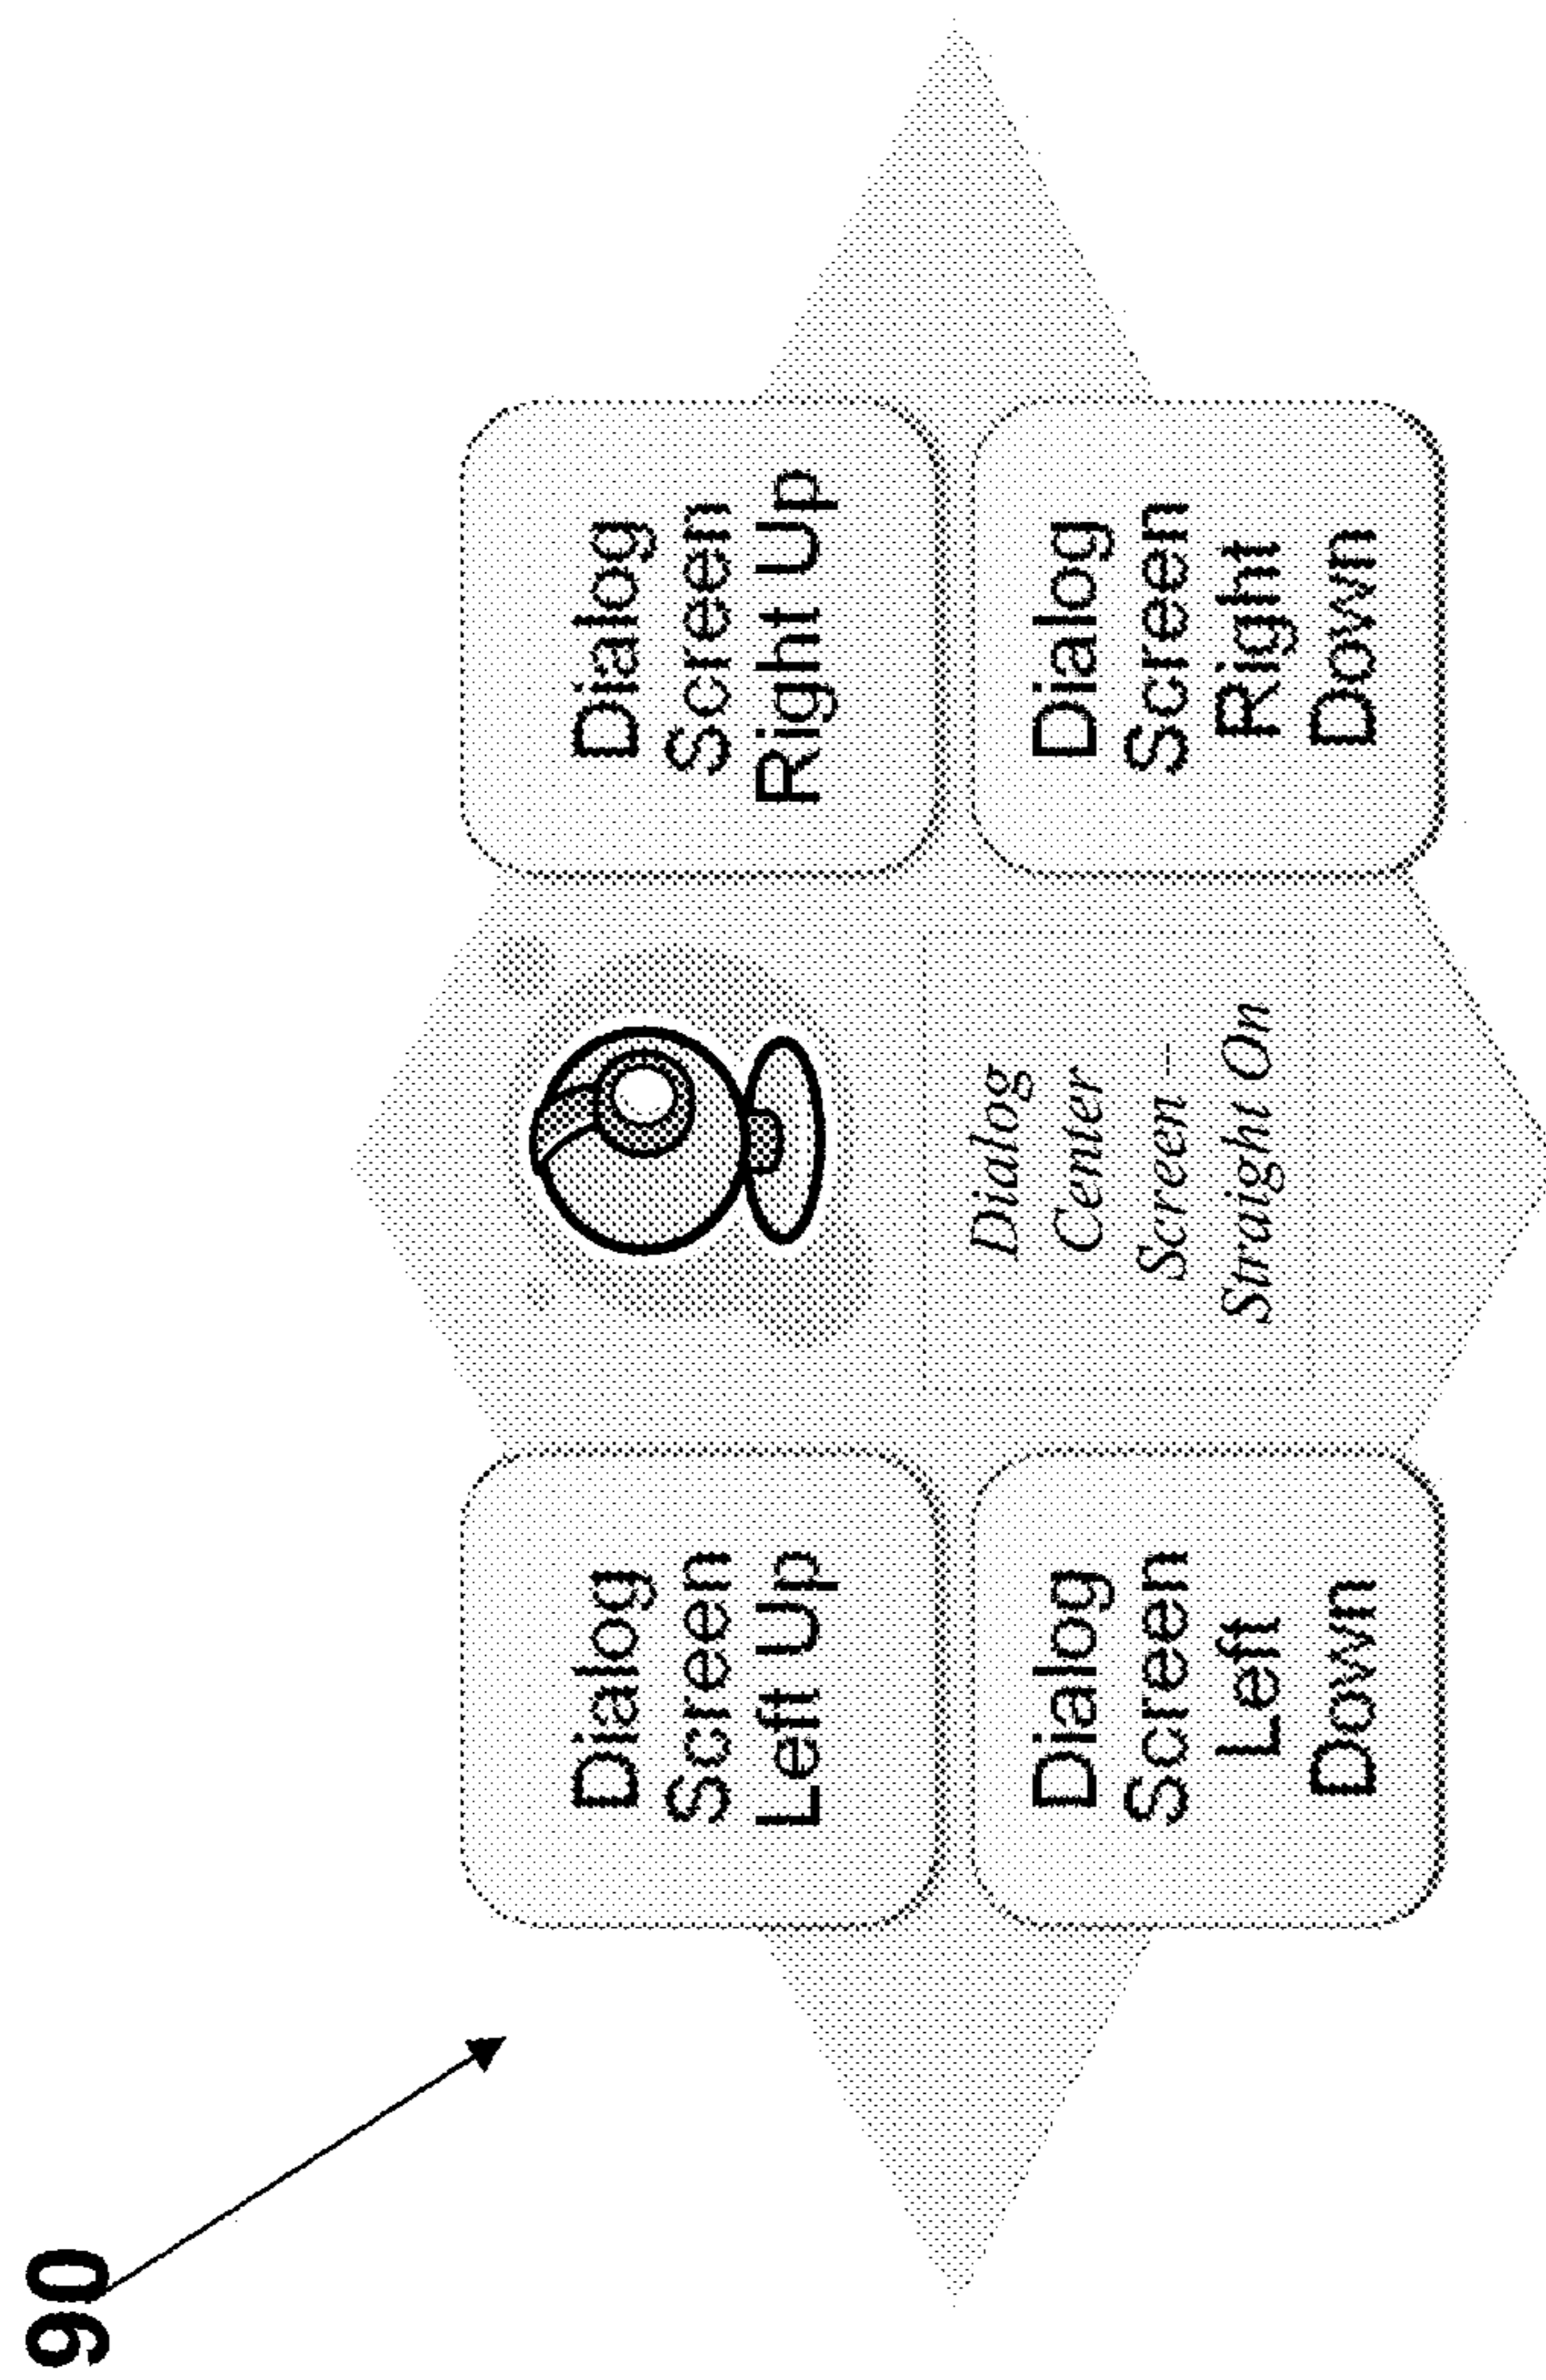 90
Dialog
Screen
Left Up
Dialog
Screen
Right Up
Dialog
Center
Screen –
Straight On
Dialog
Screen
Left
Down
Dialog
Screen
Right
Down